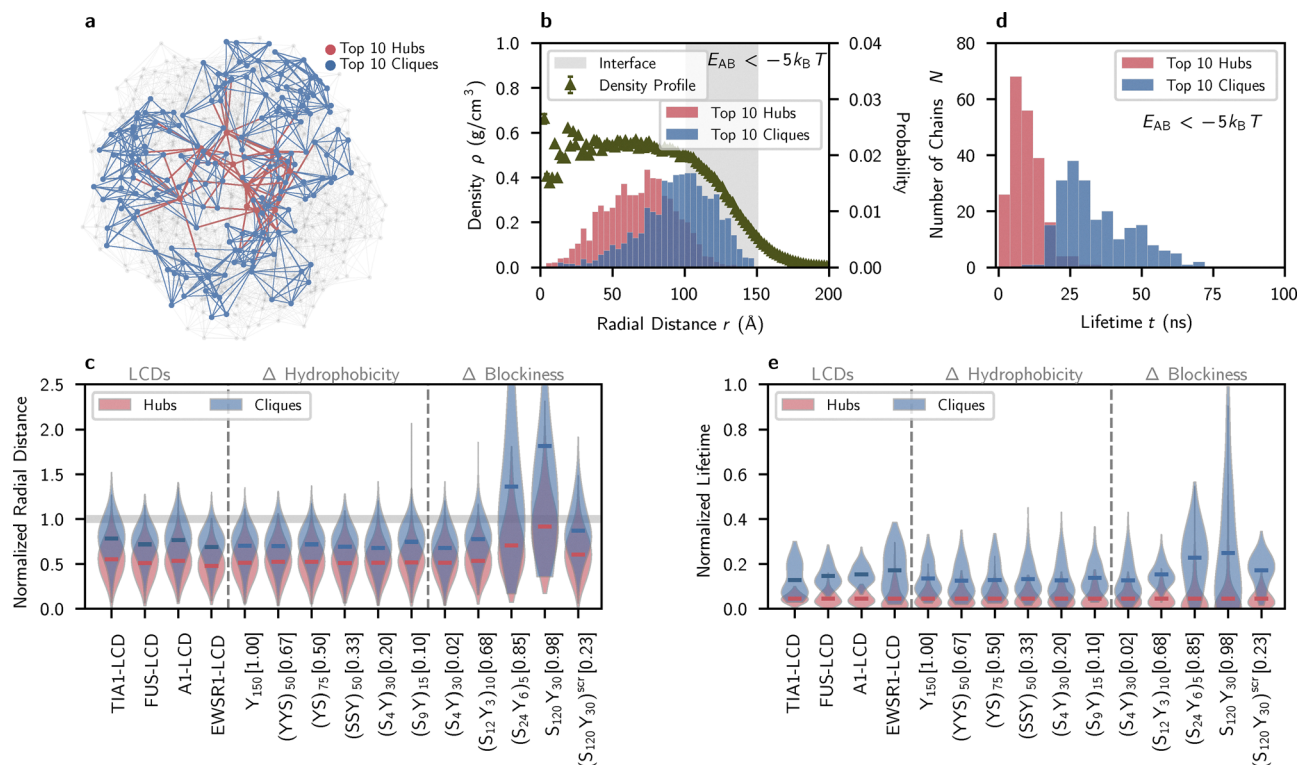 a
Top 10 Hubs
Top 10 Cliques
b
E_AB < −5k_B T
Interface
Density Profile
Top 10 Hubs
Top 10 Cliques
Density ρ (g/cm³)
1.0
0.8
0.6
0.4
0.2
0.0
Probability
0.04
0.03
0.02
0.01
0.00
0
50
100
150
200
Radial Distance r (Å)
d
Top 10 Hubs
Top 10 Cliques
E_AB < −5k_B T
Number of Chains N
80
60
40
20
0
0
25
50
75
100
Lifetime t (ns)
c
LCDs
Δ Hydrophobicity
Δ Blockiness
Hubs
Cliques
Normalized Radial Distance
2.5
2.0
1.5
1.0
0.5
0.0
TIA1-LCD
FUS-LCD
A1-LCD
EWSR1-LCD
Y₁₅₀ [1.00]
(YYS)₅₀ [0.67]
(YS)₇₅ [0.50]
(SSY)₅₀ [0.33]
(S₄Y)₃₀ [0.20]
(S₉Y)₁₅ [0.10]
(S₄Y)₃₀ [0.02]
(S₁₂Y₃)₁₀ [0.68]
(S₂₄Y₆)₅ [0.85]
S₁₂₀Y₃₀ [0.98]
(S₁₂₀Y₃₀)ˢᶜʳ [0.23]
e
LCDs
Δ Hydrophobicity
Δ Blockiness
Hubs
Cliques
Normalized Lifetime
1.0
0.8
0.6
0.4
0.2
0.0
TIA1-LCD
FUS-LCD
A1-LCD
EWSR1-LCD
Y₁₅₀ [1.00]
(YYS)₅₀ [0.67]
(YS)₇₅ [0.50]
(SSY)₅₀ [0.33]
(S₄Y)₃₀ [0.20]
(S₉Y)₁₅ [0.10]
(S₄Y)₃₀ [0.02]
(S₁₂Y₃)₁₀ [0.68]
(S₂₄Y₆)₅ [0.85]
S₁₂₀Y₃₀ [0.98]
(S₁₂₀Y₃₀)ˢᶜʳ [0.23]